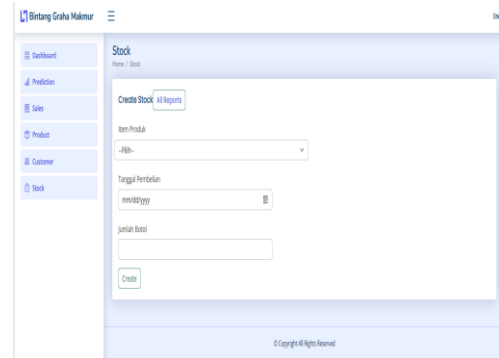 Bintang Graha Makmur
Dashboard
Prediction
Sales
Product
Customer
Stock
Stock
Home / Stock
Create Stock All Reports
Item Produk
--Pilih--
Tanggal Pembelian
mm/dd/yyyy
Jumlah Botol
Create
© Copyright All Rights Reserved